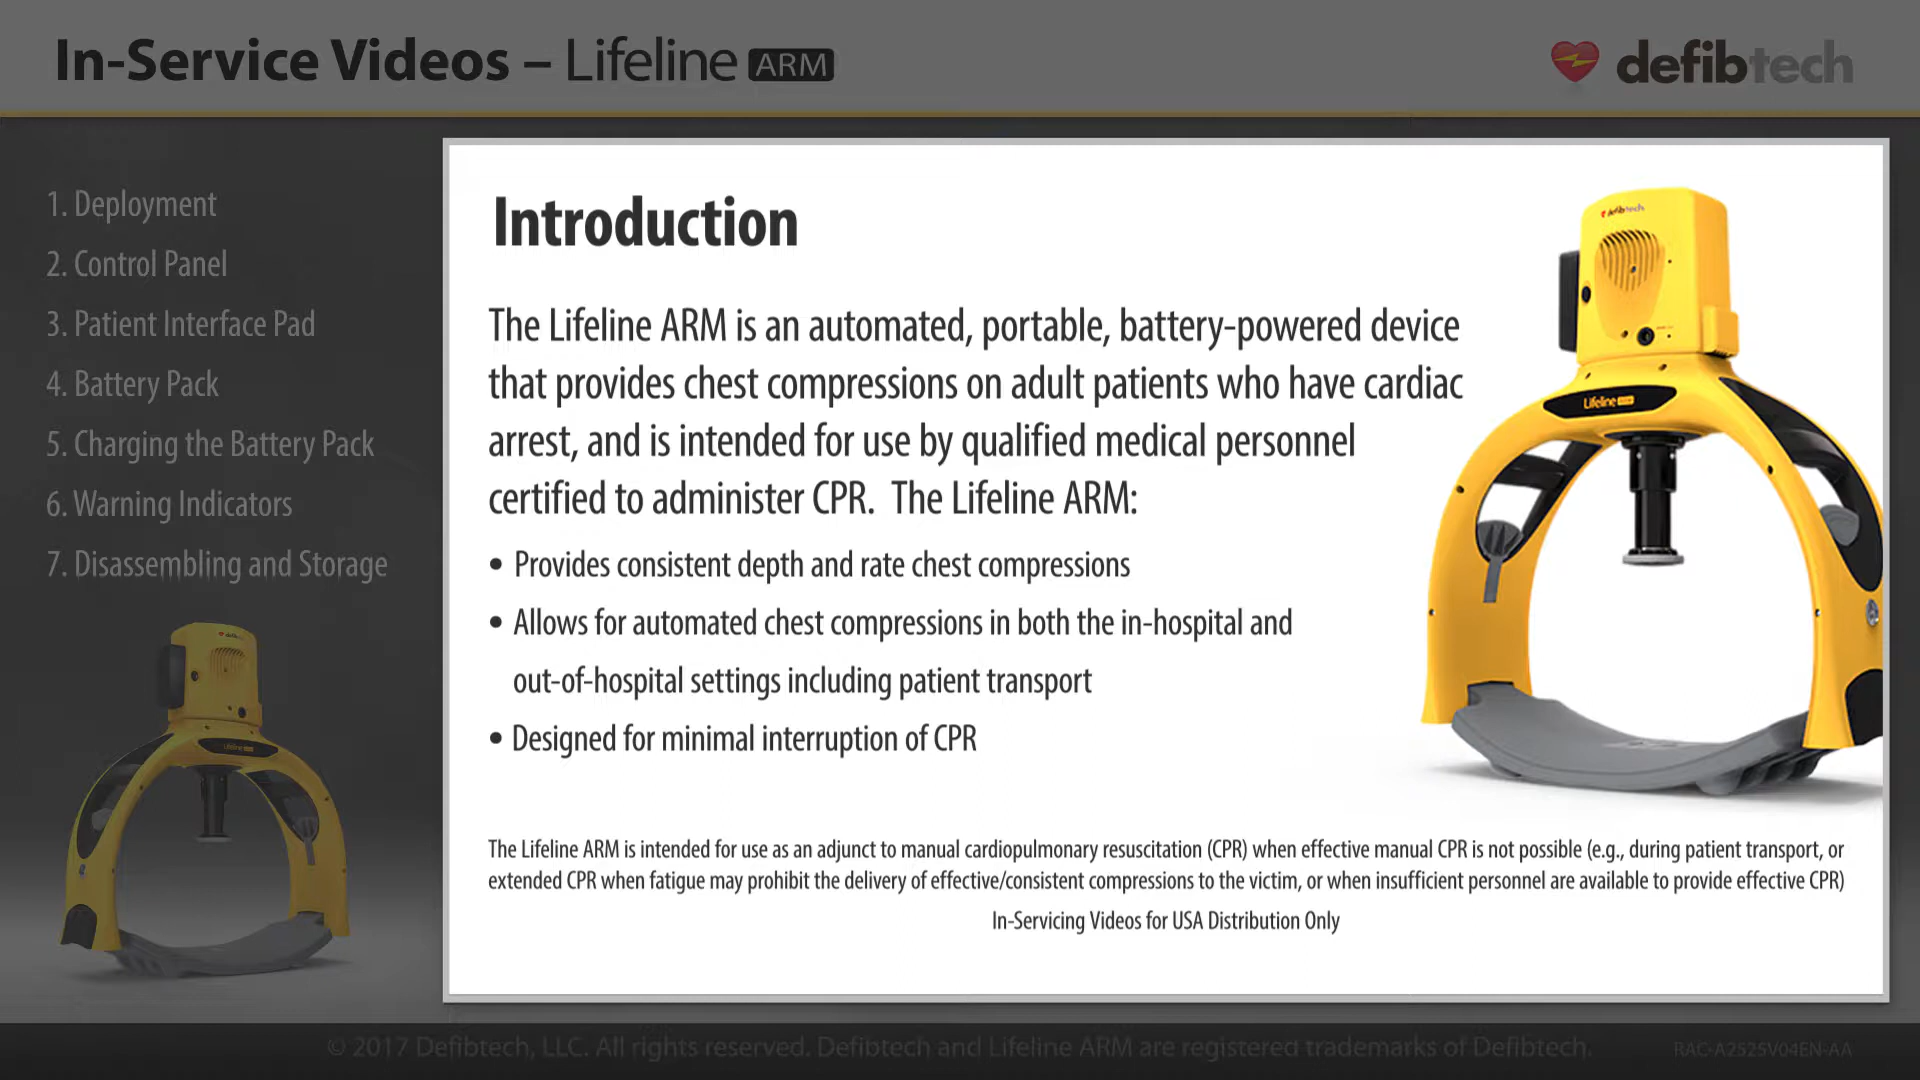 In-Service Videos – Lifeline ARM
defibtech
1. Deployment
2. Control Panel
3. Patient Interface Pad
4. Battery Pack
5. Charging the Battery Pack
6. Warning Indicators
7. Disassembling and Storage
defibtech
Lifeline
Introduction
The Lifeline ARM is an automated, portable, battery-powered device
that provides chest compressions on adult patients who have cardiac
arrest, and is intended for use by qualified medical personnel
certified to administer CPR.  The Lifeline ARM:
• Provides consistent depth and rate chest compressions
• Allows for automated chest compressions in both the in-hospital and
out-of-hospital settings including patient transport
• Designed for minimal interruption of CPR
defibtech
Lifeline ARM
The Lifeline ARM is intended for use as an adjunct to manual cardiopulmonary resuscitation (CPR) when effective manual CPR is not possible (e.g., during patient transport, or
extended CPR when fatigue may prohibit the delivery of effective/consistent compressions to the victim, or when insufficient personnel are available to provide effective CPR)
In-Servicing Videos for USA Distribution Only
© 2017 Defibtech, LLC. All rights reserved. Defibtech and Lifeline ARM are registered trademarks of Defibtech.
RAC-A2525V04EN-AA